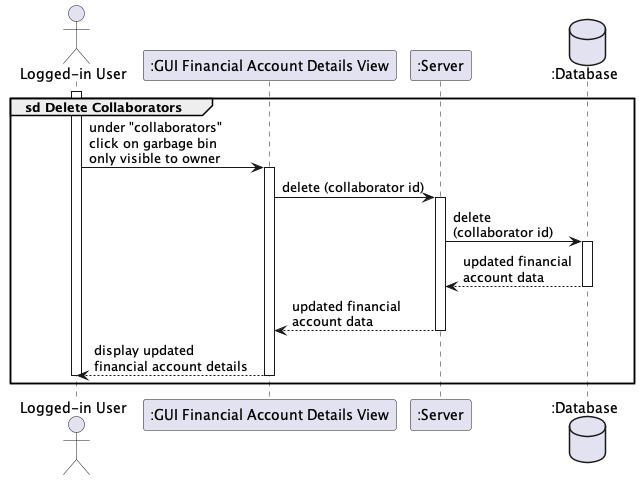 Logged-in User
:GUI Financial Account Details View
:Server
:Database
sd Delete Collaborators
under "collaborators"
click on garbage bin
only visible to owner
delete (collaborator id)
delete
(collaborator id)
updated financial
account data
updated financial
account data
display updated
financial account details
Logged-in User
:GUI Financial Account Details View
:Server
:Database